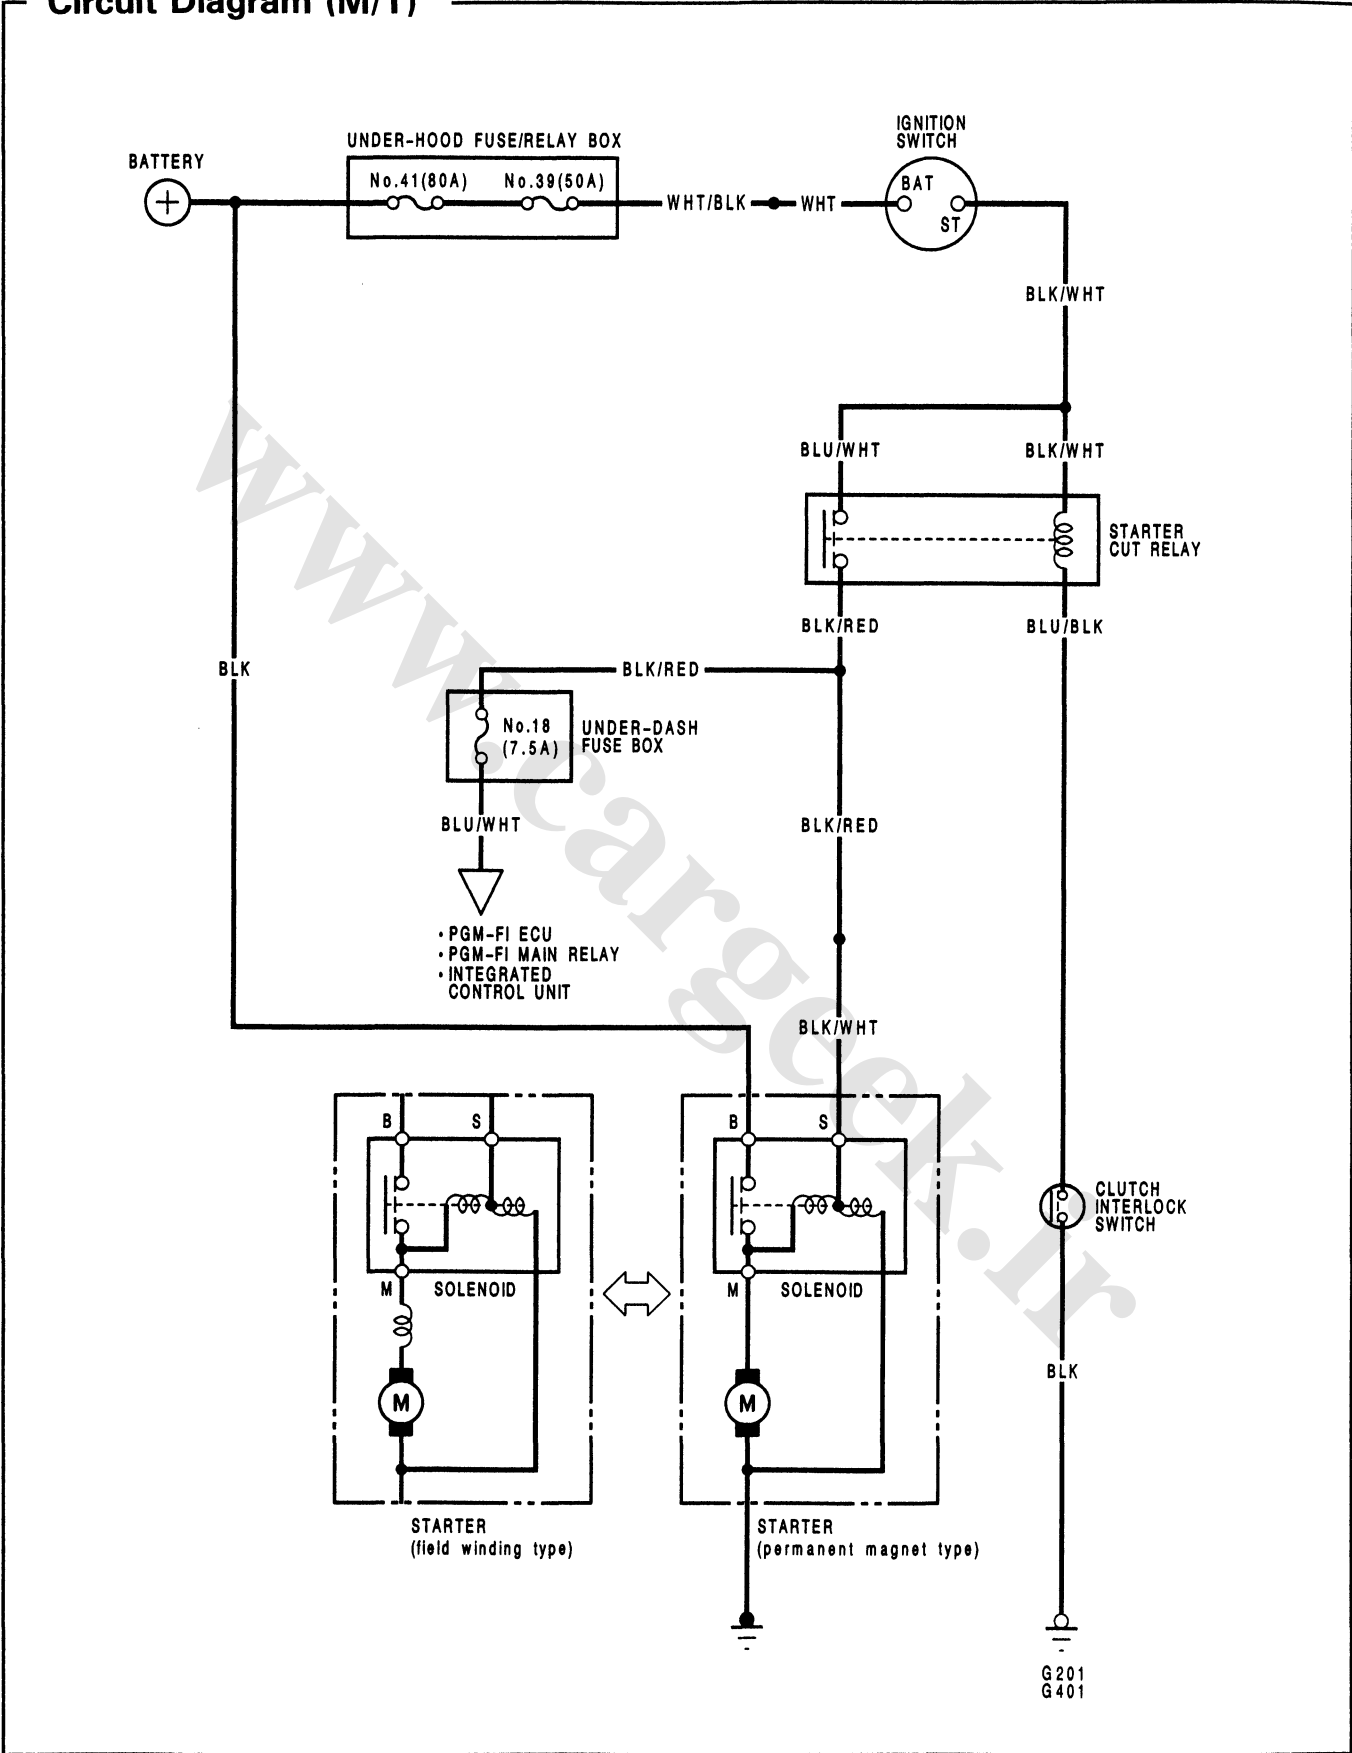 Circuit Diagram (M/T)
IGNITION
SWITCH
UNDER-HOOD FUSE/RELAY BOX
BATTERY
No.41(80A)
No.39(50A)
BAT
ST
WHT/BLK
WHT
BLK/WHT
BLU/WHT
BLK/WHT
STARTER
CUT RELAY
BLK/RED
BLU/BLK
BLK
BLK/RED
No.18
(7.5A)
UNDER-DASH
FUSE BOX
BLU/WHT
BLK/RED
• PGM-FI ECU
• PGM-FI MAIN RELAY
• INTEGRATED
CONTROL UNIT
BLK/WHT
B
S
B
S
CLUTCH
INTERLOCK
SWITCH
M
SOLENOID
M
SOLENOID
BLK
M
M
STARTER
(field winding type)
STARTER
(permanent magnet type)
G201
G401
www.cargeek.ir